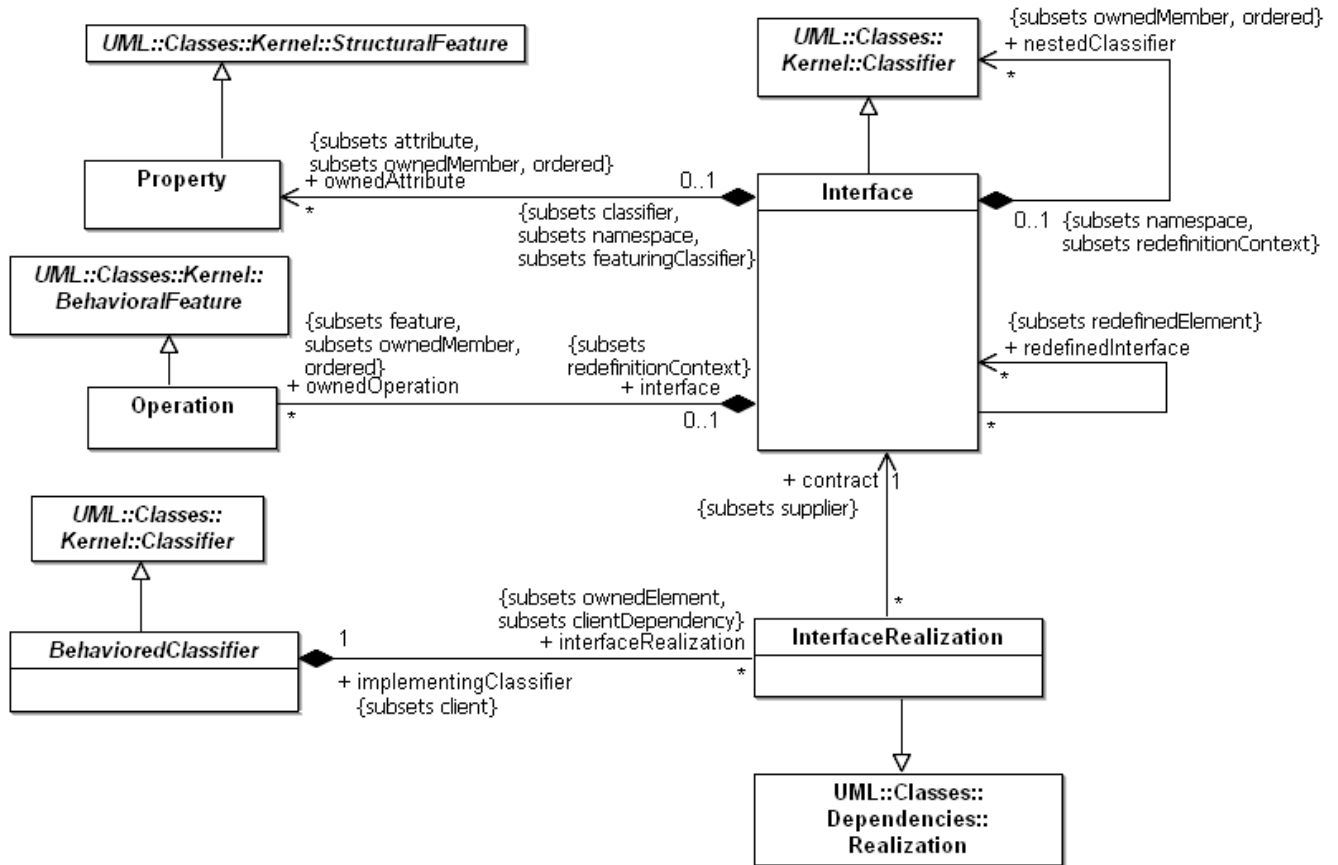 UML::Classes::Kernel::StructuralFeature
UML::Classes::
Kernel::Classifier
{subsets ownedMember, ordered}
+ nestedClassifier
*
{subsets attribute,
subsets ownedMember, ordered}
+ ownedAttribute
0..1
*
Property
Interface
{subsets classifier,
subsets namespace,
subsets featuringClassifier}
0..1
{subsets namespace,
subsets redefinitionContext}
UML::Classes::Kernel::
BehavioralFeature
{subsets feature,
subsets ownedMember,
ordered}
+ ownedOperation
*
{subsets
redefinitionContext}
+ interface
0..1
{subsets redefinedElement}
+ redefinedInterface
*
*
Operation
+ contract
1
{subsets supplier}
UML::Classes::
Kernel::Classifier
{subsets ownedElement,
subsets clientDependency}
+ interfaceRealization
*
*
BehavioredClassifier
1
+ implementingClassifier
{subsets client}
InterfaceRealization
UML::Classes::
Dependencies::
Realization